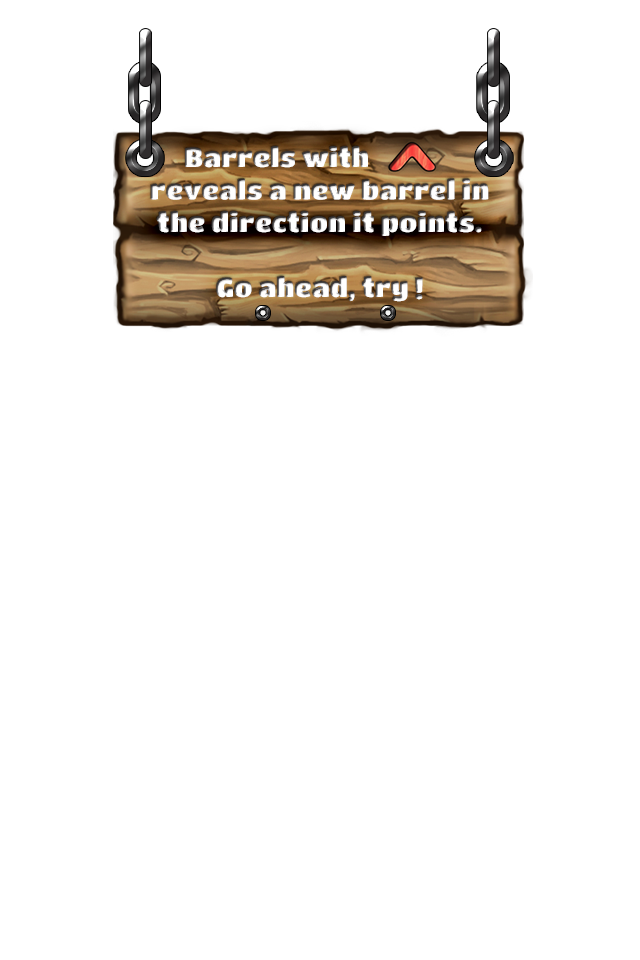 Barrels with
reveals a new barrel in
the direction it points.
Go ahead, try !